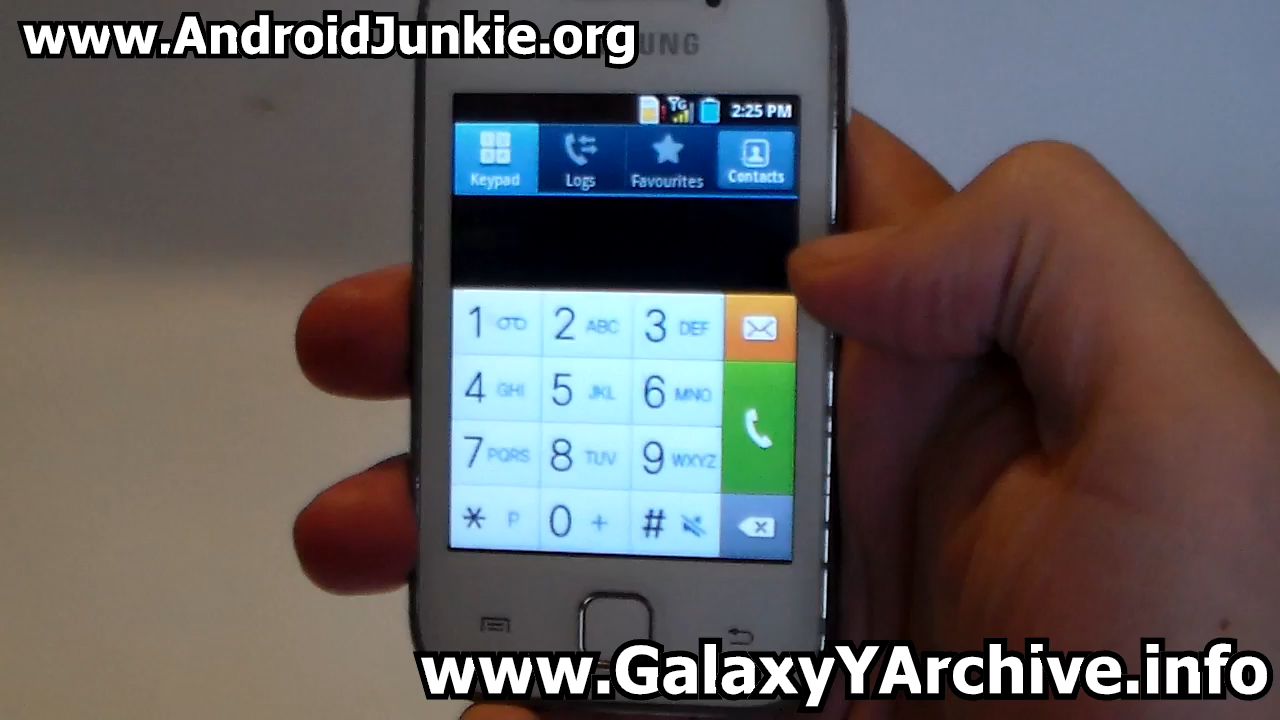 www.AndroidJunkie.org
UNG
2:25 PM
Keypad Logs Favourites Contacts
1 2 ABC 3 DEF
4 GHI 5 JKL 6 MNO
7 PQRS 8 TUV 9 WXYZ
* P 0 + #
www.GalaxyYArchive.info